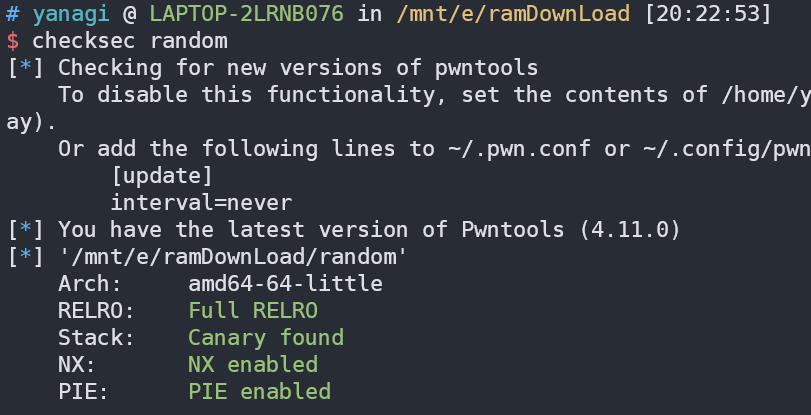 # yanagi @ LAPTOP-2LRNB076 in /mnt/e/ramDownLoad [20:22:53]
$ checksec random
[*] Checking for new versions of pwntools
    To disable this functionality, set the contents of /home/y
ay).
    Or add the following lines to ~/.pwn.conf or ~/.config/pwn
        [update]
        interval=never
[*] You have the latest version of Pwntools (4.11.0)
[*] '/mnt/e/ramDownLoad/random'
    Arch:     amd64-64-little
    RELRO:    Full RELRO
    Stack:    Canary found
    NX:       NX enabled
    PIE:      PIE enabled